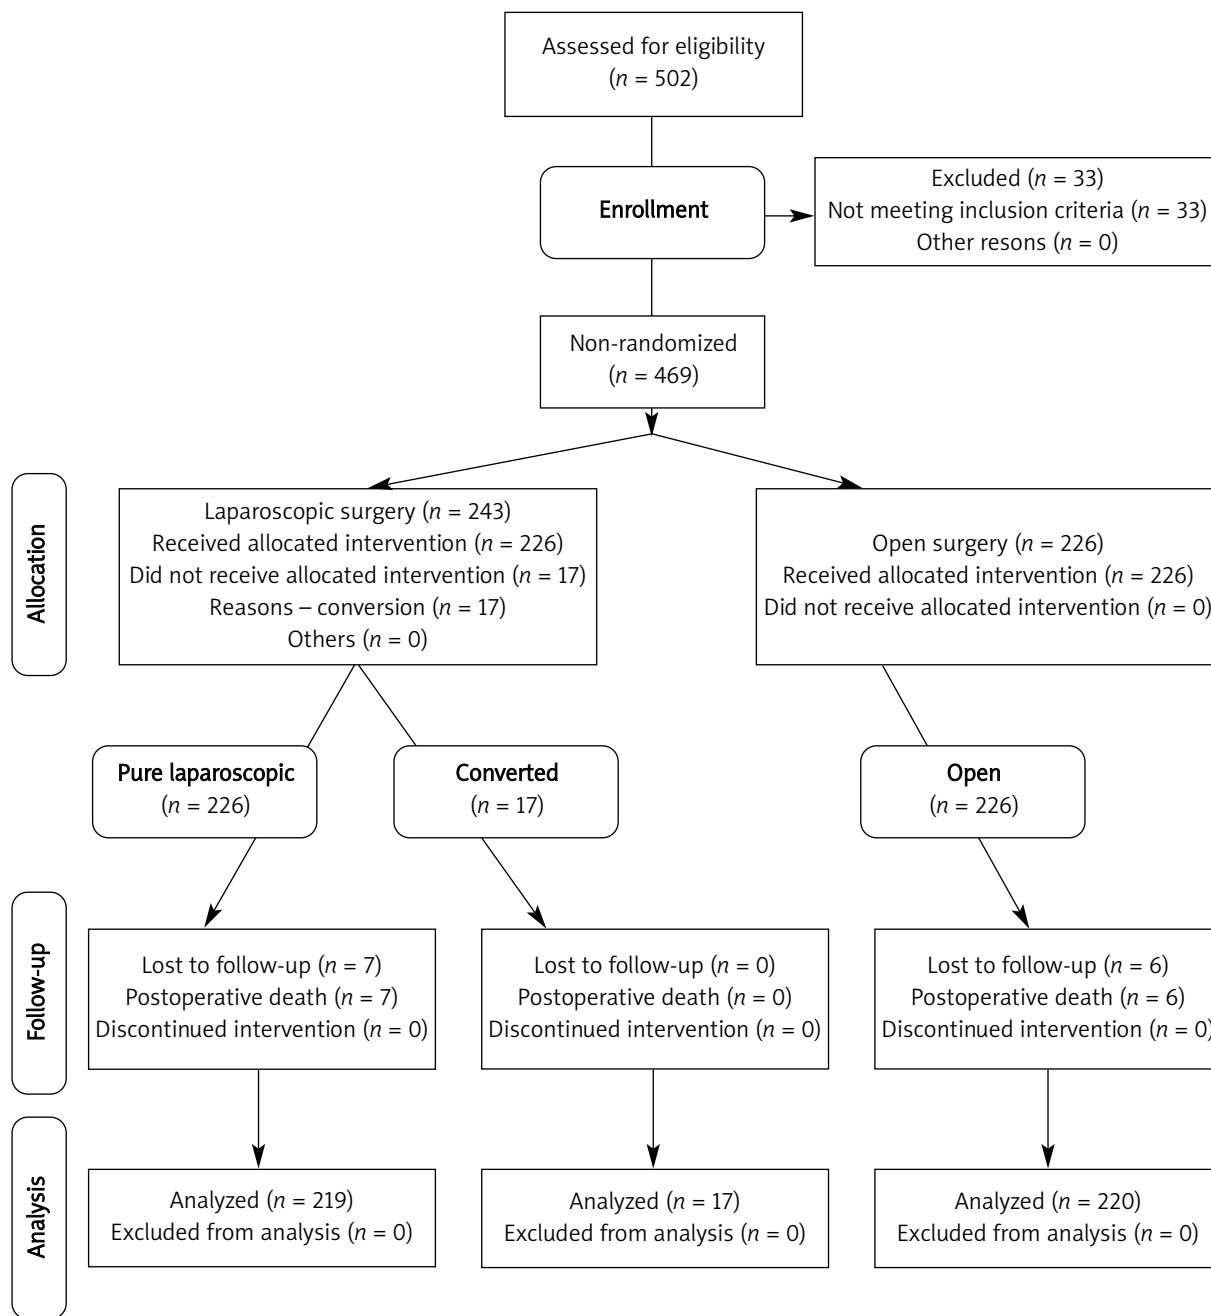 Assessed for eligibility
(n = 502)
Enrollment
Excluded (n = 33)
Not meeting inclusion criteria (n = 33)
Other resons (n = 0)
Non-randomized
(n = 469)
Allocation
Laparoscopic surgery (n = 243)
Received allocated intervention (n = 226)
Did not receive allocated intervention (n = 17)
Reasons – conversion (n = 17)
Others (n = 0)
Open surgery (n = 226)
Received allocated intervention (n = 226)
Did not receive allocated intervention (n = 0)
Pure laparoscopic
(n = 226)
Converted
(n = 17)
Open
(n = 226)
Follow-up
Lost to follow-up (n = 7)
Postoperative death (n = 7)
Discontinued intervention (n = 0)
Lost to follow-up (n = 0)
Postoperative death (n = 0)
Discontinued intervention (n = 0)
Lost to follow-up (n = 6)
Postoperative death (n = 6)
Discontinued intervention (n = 0)
Analysis
Analyzed (n = 219)
Excluded from analysis (n = 0)
Analyzed (n = 17)
Excluded from analysis (n = 0)
Analyzed (n = 220)
Excluded from analysis (n = 0)